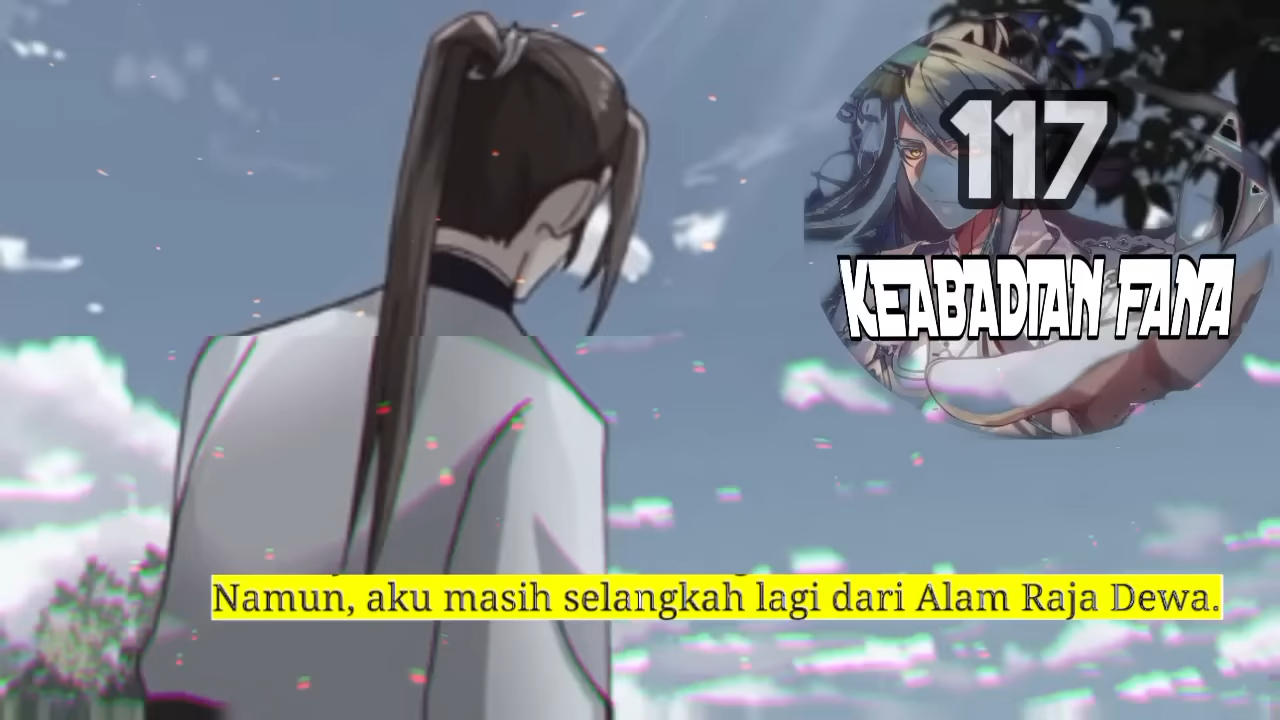 117
KEABADIAN FANA
Namun, aku masih selangkah lagi dari Alam Raja Dewa.